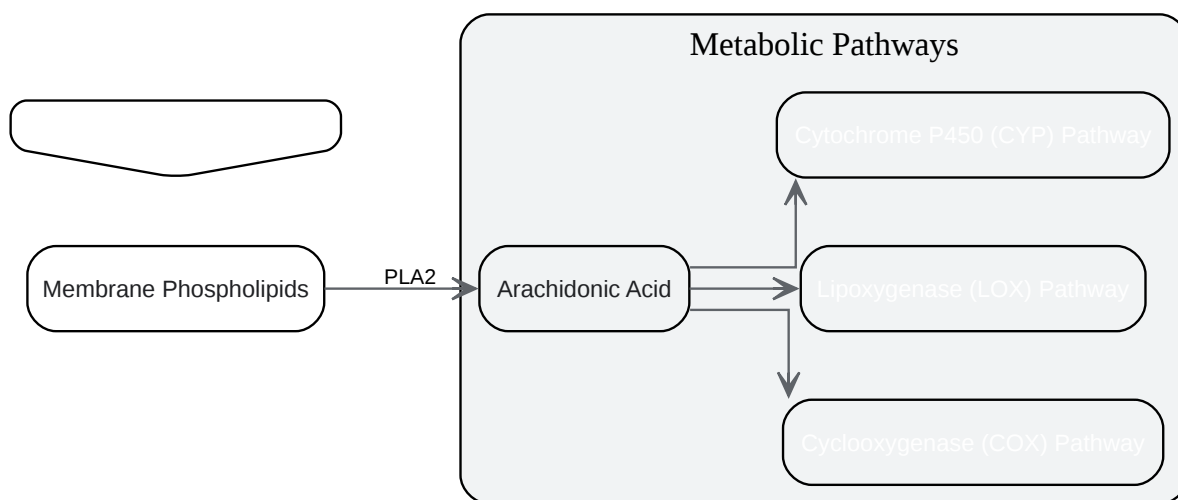 Metabolic Pathways
Cytochrome P450 (CYP) Pathway
Membrane Phospholipids
PLA2
Arachidonic Acid
Lipoxygenase (LOX) Pathway
Cyclooxygenase (COX) Pathway